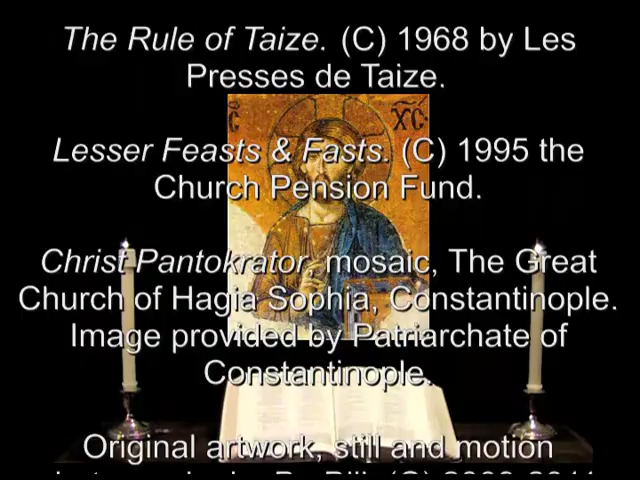 The Rule of Taize. (C) 1968 by Les
Presses de Taize.
Lesser Feasts & Fasts. (C) 1995 the
Church Pension Fund.
Christ Pantokrator, mosaic, The Great
Church of Hagia Sophia, Constantinople.
Image provided by Patriarchate of
Constantinople.
Original artwork, still and motion